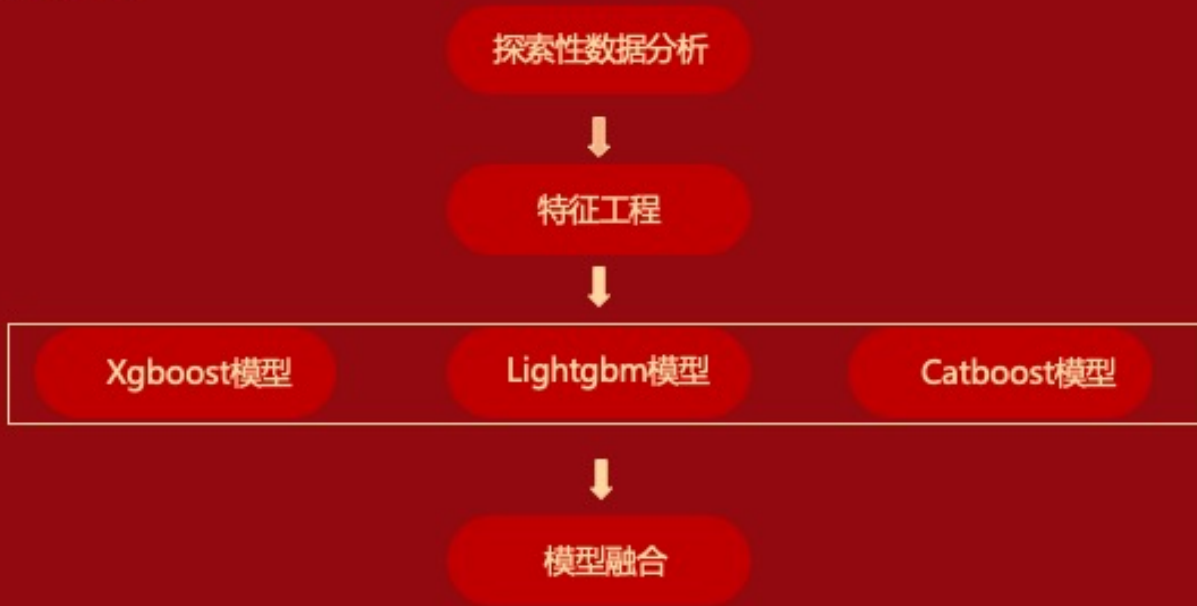 探索性数据分析
特征工程
Xgboost模型
Lightgbm模型
Catboost模型
模型融合